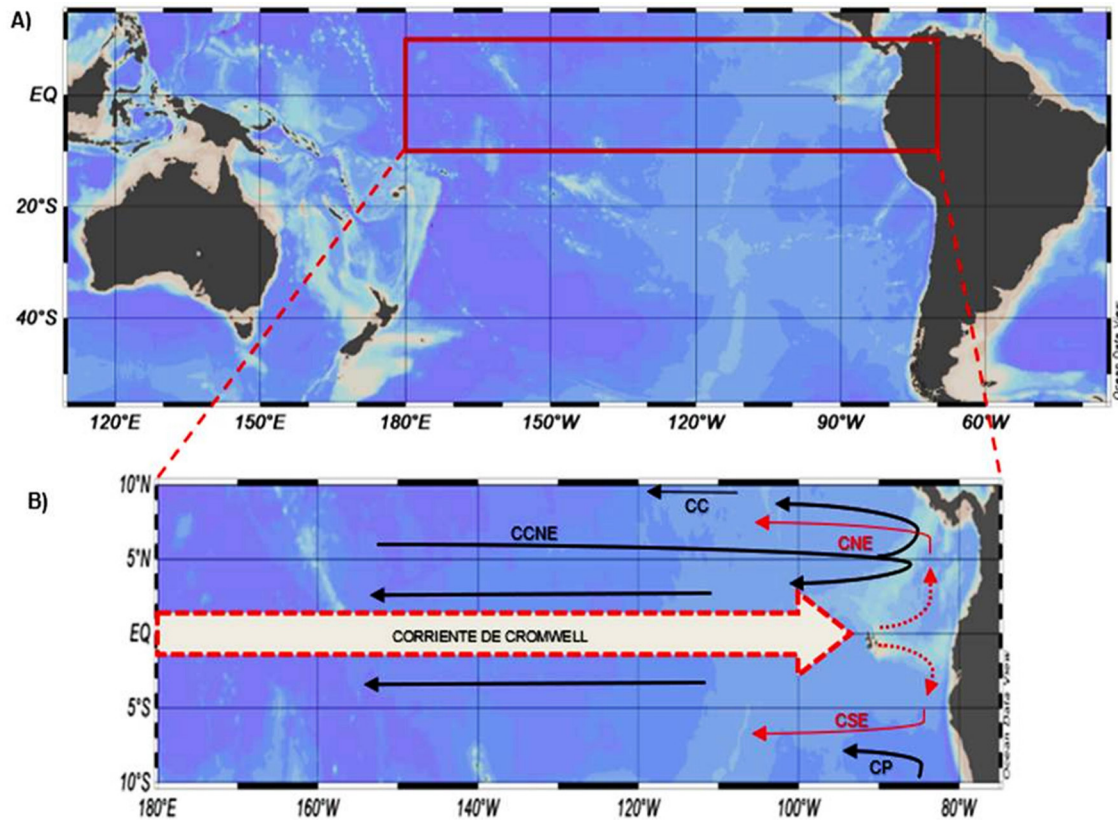 A)
EQ
20°S
40°S
120°E
150°E
180°E
150°W
120°W
90°W
60°W
Ocean Data View
B)
10°N
5°N
EQ
5°S
10°S
CC
CCNE
CNE
CORRIENTE DE CROMWELL
CSE
CP
180°E
160°W
140°W
120°W
100°W
80°W
Ocean Data View